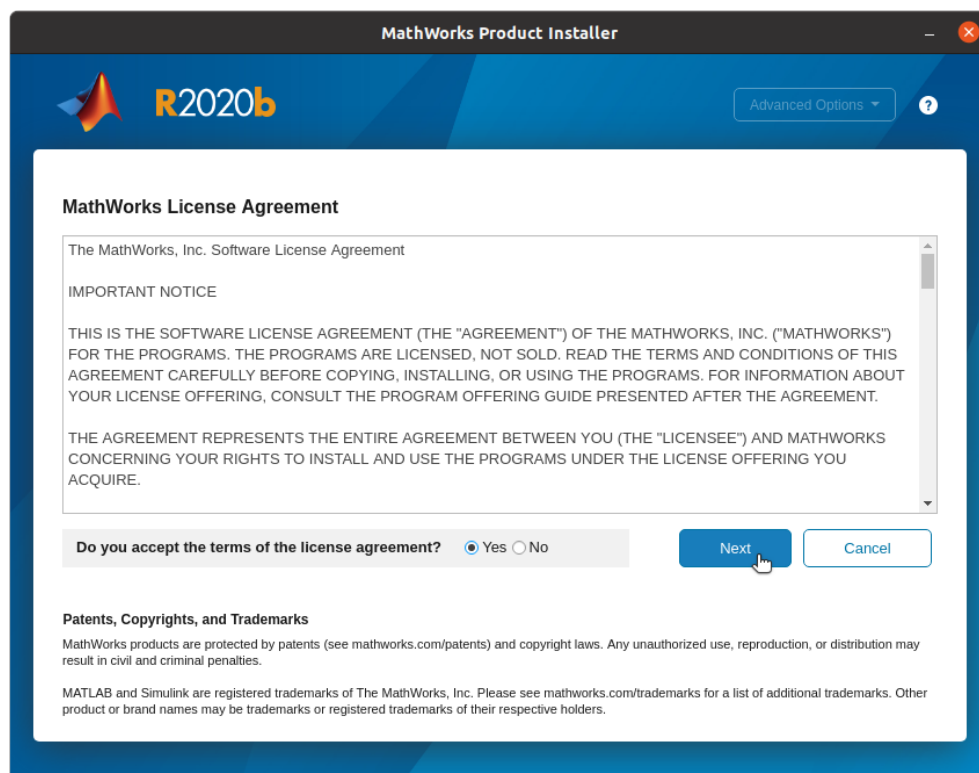 MathWorks Product Installer
R2020b
Advanced Options
?
MathWorks License Agreement
The MathWorks, Inc. Software License Agreement
IMPORTANT NOTICE
THIS IS THE SOFTWARE LICENSE AGREEMENT (THE "AGREEMENT") OF THE MATHWORKS, INC. ("MATHWORKS")
FOR THE PROGRAMS. THE PROGRAMS ARE LICENSED, NOT SOLD. READ THE TERMS AND CONDITIONS OF THIS
AGREEMENT CAREFULLY BEFORE COPYING, INSTALLING, OR USING THE PROGRAMS. FOR INFORMATION ABOUT
YOUR LICENSE OFFERING, CONSULT THE PROGRAM OFFERING GUIDE PRESENTED AFTER THE AGREEMENT.
THE AGREEMENT REPRESENTS THE ENTIRE AGREEMENT BETWEEN YOU (THE "LICENSEE") AND MATHWORKS
CONCERNING YOUR RIGHTS TO INSTALL AND USE THE PROGRAMS UNDER THE LICENSE OFFERING YOU
ACQUIRE.
Do you accept the terms of the license agreement? Yes No
Next
Cancel
Patents, Copyrights, and Trademarks
MathWorks products are protected by patents (see mathworks.com/patents) and copyright laws. Any unauthorized use, reproduction, or distribution may
result in civil and criminal penalties.
MATLAB and Simulink are registered trademarks of The MathWorks, Inc. Please see mathworks.com/trademarks for a list of additional trademarks. Other
product or brand names may be trademarks or registered trademarks of their respective holders.